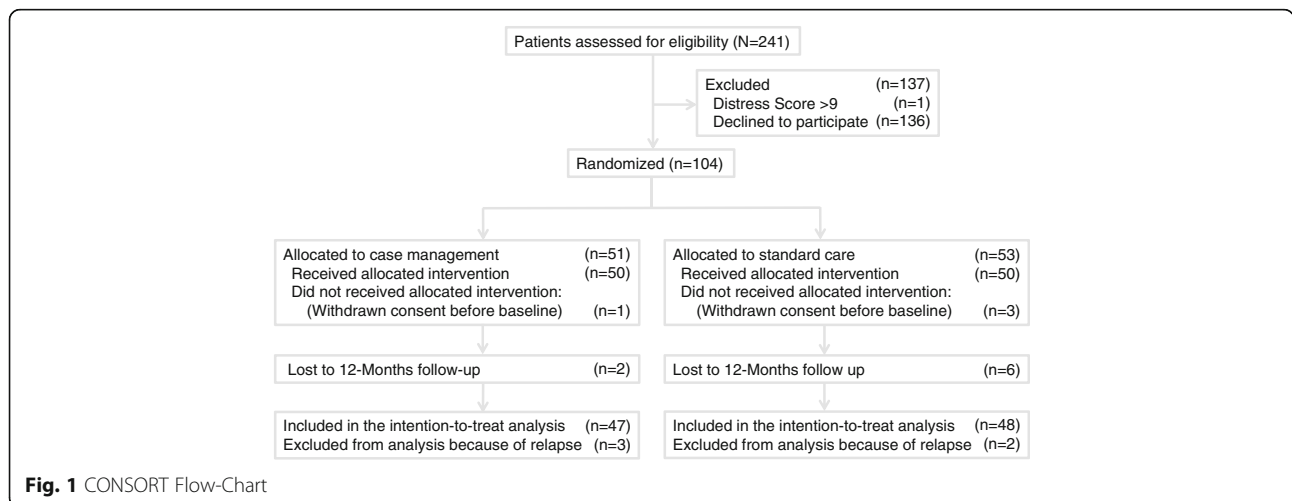 Patients assessed for eligibility (N=241)
Excluded (n=137)
Distress Score >9 (n=1)
Declined to participate (n=136)
Randomized (n=104)
Allocated to case management (n=51)
Received allocated intervention (n=50)
Did not received allocated intervention:
(Withdrawn consent before baseline) (n=1)
Allocated to standard care (n=53)
Received allocated intervention (n=50)
Did not received allocated intervention:
(Withdrawn consent before baseline) (n=3)
Lost to 12-Months follow-up (n=2)
Lost to 12-Months follow up (n=6)
Included in the intention-to-treat analysis (n=47)
Excluded from analysis because of relapse (n=3)
Included in the intention-to-treat analysis (n=48)
Excluded from analysis because of relapse (n=2)
Fig. 1 CONSORT Flow-Chart